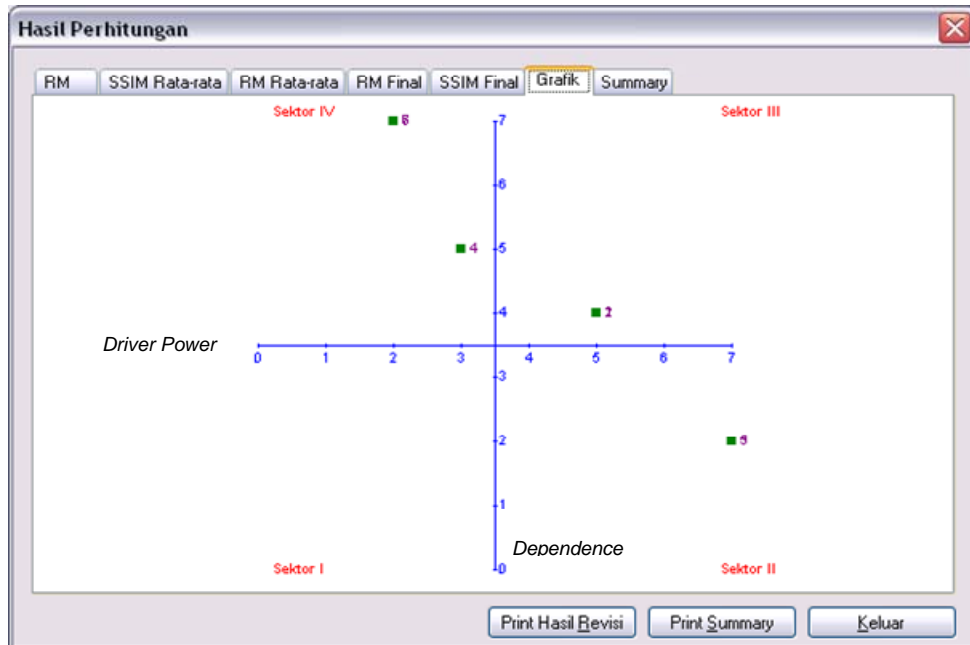 Hasil Perhitungan
RM SSIM Rata-rata RM Rata-rata RM Final SSIM Final Grafik Summary
Sektor IV
Sektor III
7
6
4 5
4
Driver Power
0 1 2 3 4 5 6 7
3
2
1
Dependence
Sektor I
0
Sektor II
Print Hasil Revisi Print Summary Keluar